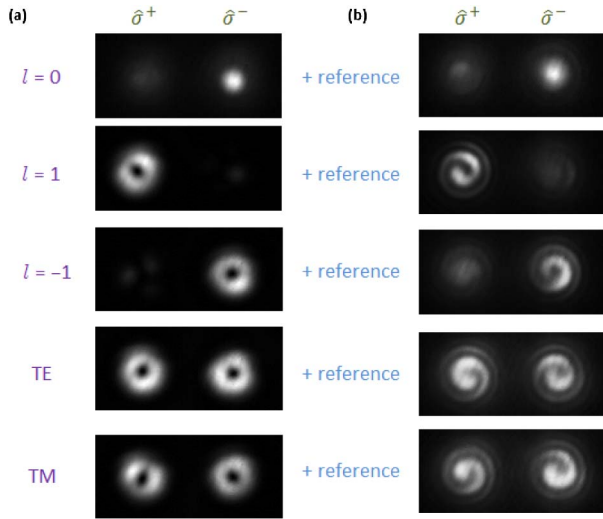 (a) σ̂⁺ σ̂⁻ (b) σ̂⁺ σ̂⁻
l = 0 + reference
l = 1 + reference
l = −1 + reference
TE + reference
TM + reference